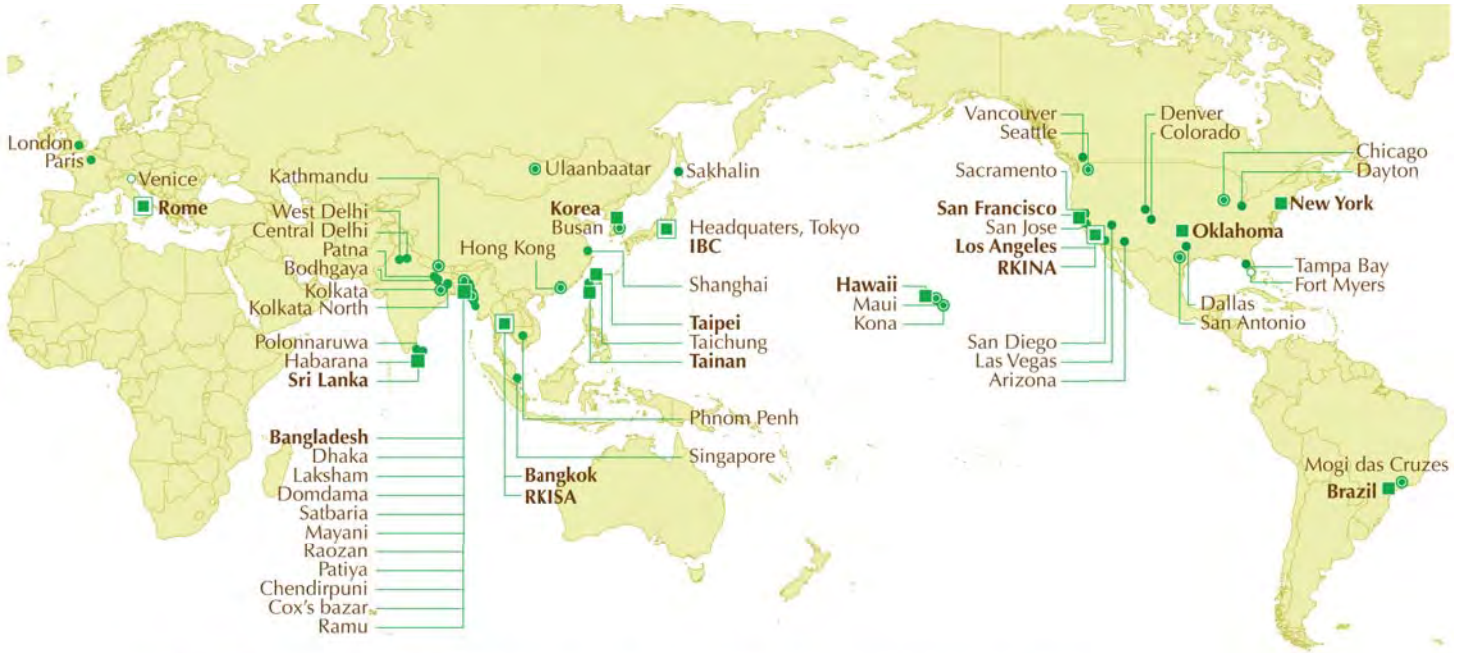 London
Paris
Venice
Rome
Kathmandu
West Delhi
Central Delhi
Patna
Bodhgaya
Kolkata
Kolkata North
Polonnaruwa
Habarana
Sri Lanka
Bangladesh
Dhaka
Laksham
Domdama
Satbaria
Mayani
Raozan
Patiya
Chendirpuni
Cox's bazar
Ramu
Ulaanbaatar
Sakhalin
Korea
Busan
Hong Kong
Headquaters, Tokyo
IBC
Shanghai
Taipei
Taichung
Tainan
Phnom Penh
Singapore
Bangkok
RKISA
Hawaii
Maui
Kona
Vancouver
Seattle
Sacramento
San Francisco
San Jose
Los Angeles
RKINA
San Diego
Las Vegas
Arizona
Denver
Colorado
Chicago
Dayton
New York
Oklahoma
Tampa Bay
Fort Myers
Dallas
San Antonio
Mogi das Cruzes
Brazil